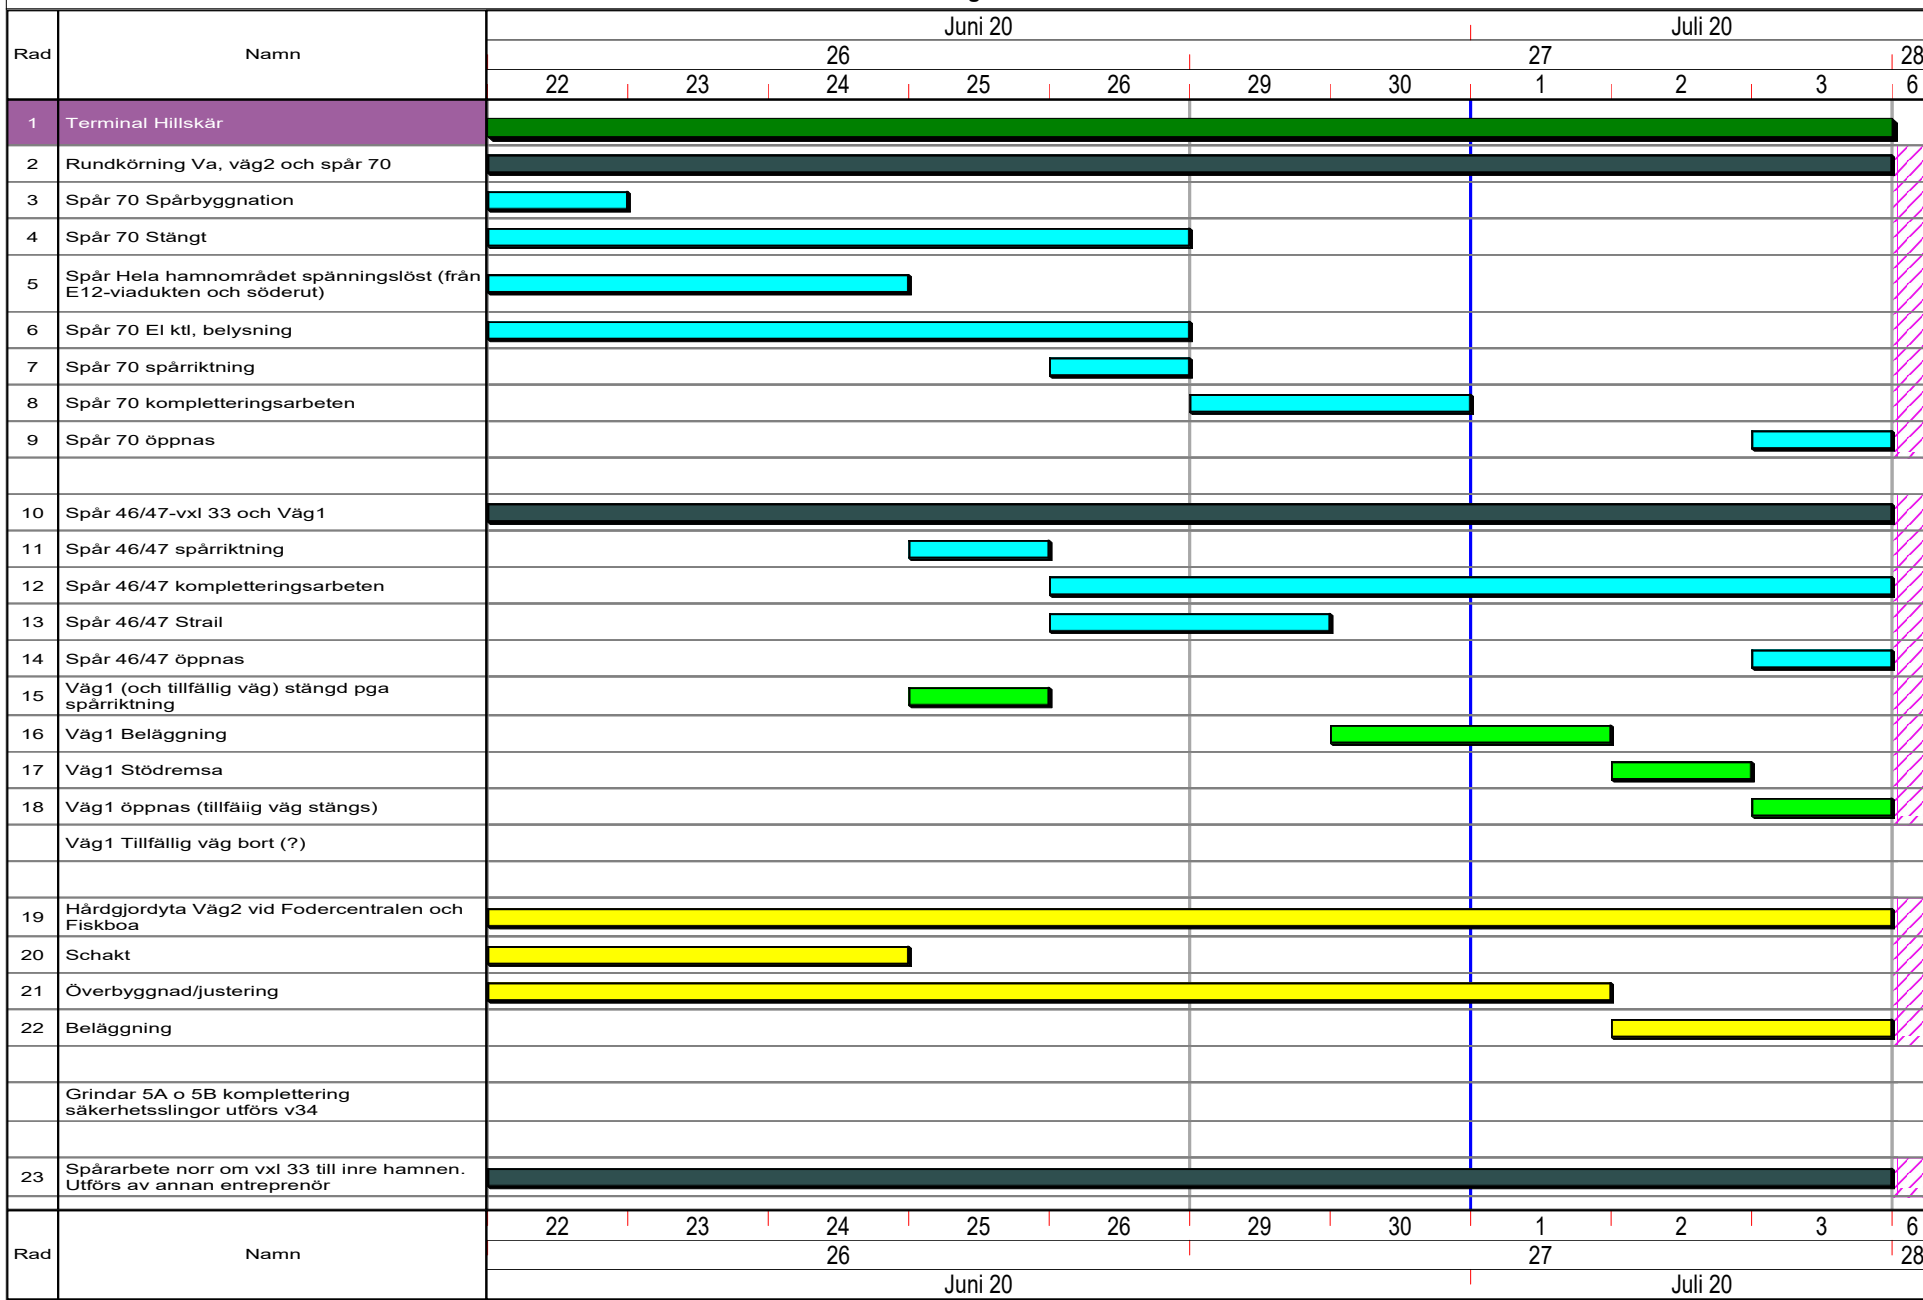 Juni 20 Juli 20
Rad Namn 26 27 28
22 23 24 25 26 29 30 1 2 3 6
1 Terminal Hillskär
2 Rundkörning Va, väg2 och spår 70
3 Spår 70 Spårbyggnation
4 Spår 70 Stängt
5 Spår Hela hamnområdet spänningslöst (från
E12-viadukten och söderut)
6 Spår 70 El ktl, belysning
7 Spår 70 spårriktning
8 Spår 70 kompletteringsarbeten
9 Spår 70 öppnas
10 Spår 46/47-vxl 33 och Väg1
11 Spår 46/47 spårriktning
12 Spår 46/47 kompletteringsarbeten
13 Spår 46/47 Strail
14 Spår 46/47 öppnas
15 Väg1 (och tillfällig väg) stängd pga
spårriktning
16 Väg1 Beläggning
17 Väg1 Stödremsa
18 Väg1 öppnas (tillfäiig väg stängs)
Väg1 Tillfällig väg bort (?)
19 Hårdgjordyta Väg2 vid Fodercentralen och
Fiskboa
20 Schakt
21 Överbyggnad/justering
22 Beläggning
Grindar 5A o 5B komplettering
säkerhetsslingor utförs v34
23 Spårarbete norr om vxl 33 till inre hamnen.
Utförs av annan entreprenör
22 23 24 25 26 29 30 1 2 3 6
Rad Namn 26 27 28
Juni 20 Juli 20